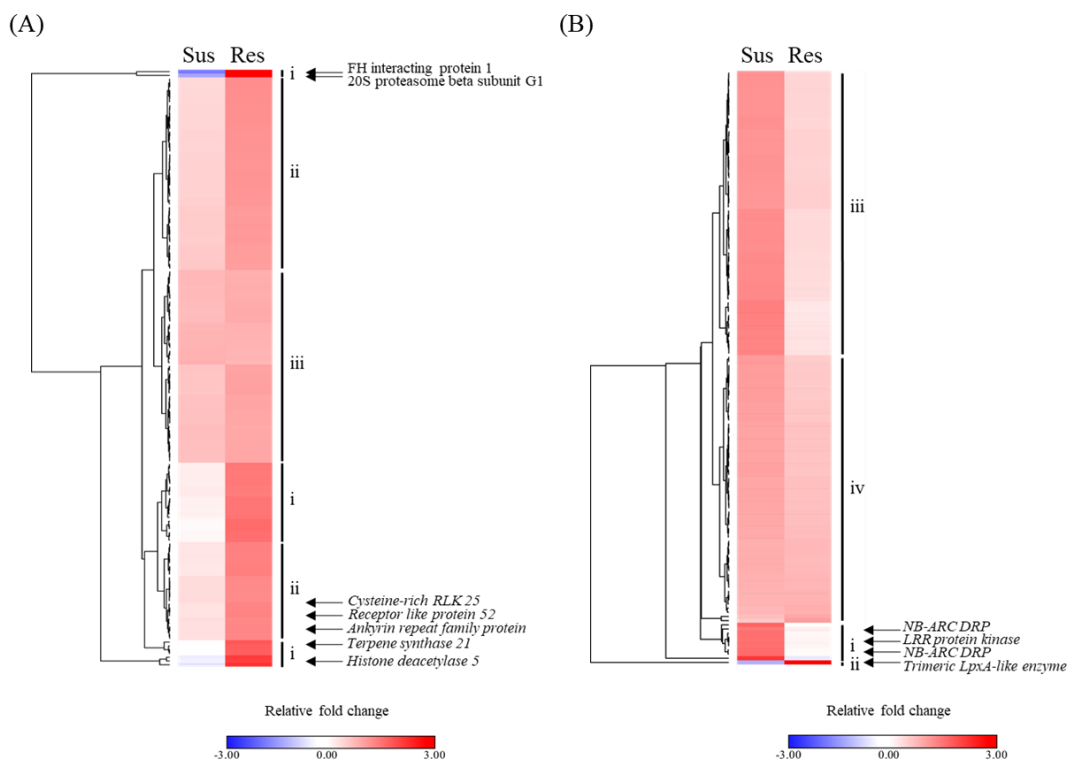 (A)
(B)
Sus Res
Sus Res
i
FH interacting protein 1
20S proteasome beta subunit G1
ii
iii
i
ii
Cysteine-rich RLK 25
Receptor like protein 52
Ankyrin repeat family protein
Terpene synthase 21
i
Histone deacetylase 5
iii
iv
NB-ARC DRP
i
LRR protein kinase
NB-ARC DRP
ii
Trimeric LpxA-like enzyme
Relative fold change
-3.00 0.00 3.00
Relative fold change
-3.00 0.00 3.00